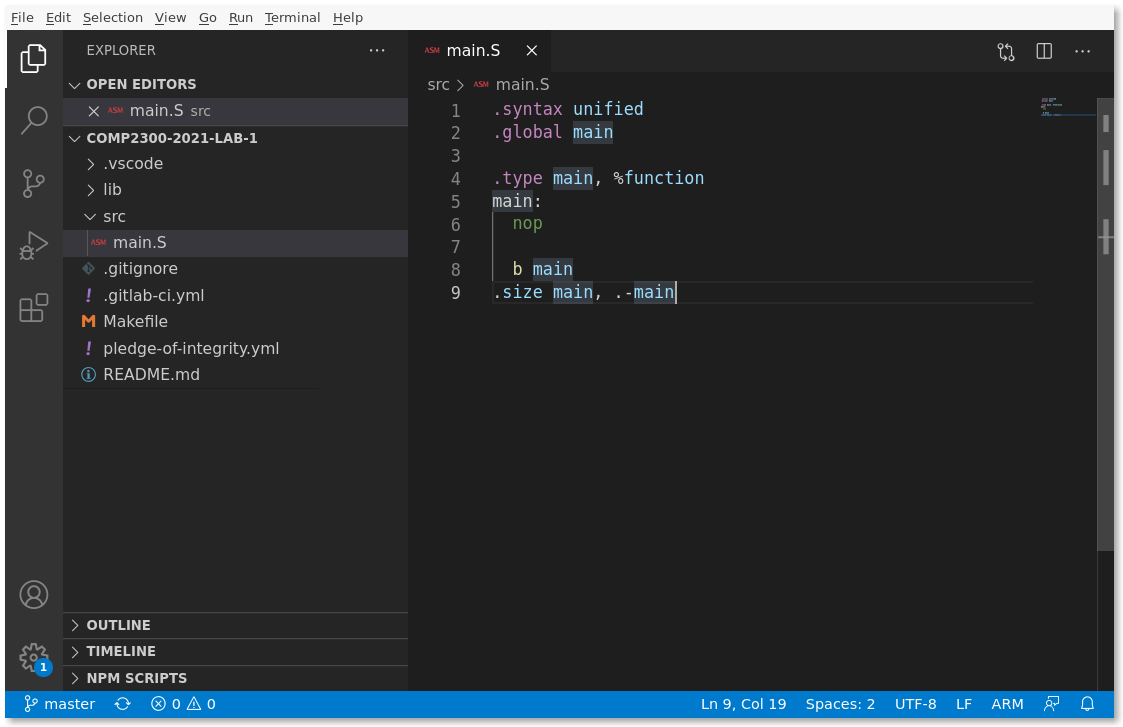 File Edit Selection View Go Run Terminal Help
EXPLORER
OPEN EDITORS
ASM main.S src
COMP2300-2021-LAB-1
.vscode
lib
src
ASM main.S
.gitignore
! .gitlab-ci.yml
M Makefile
! pledge-of-integrity.yml
README.md
OUTLINE
TIMELINE
NPM SCRIPTS
1
ASM main.S
src > ASM main.S
1 .syntax unified
2 .global main
3
4 .type main, %function
5 main:
6 nop
7
8 b main
9 .size main, .-main
master 0 0 Ln 9, Col 19 Spaces: 2 UTF-8 LF ARM